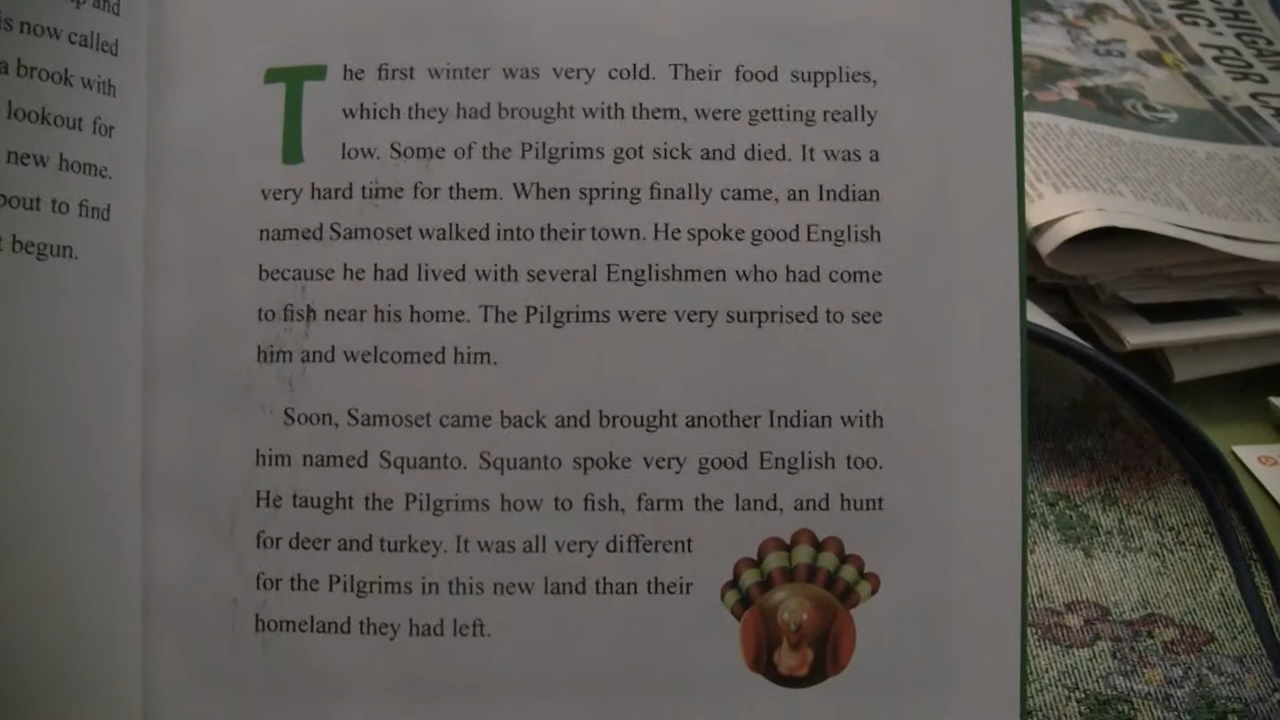 and
is now called
a brook with
lookout for
new home.
out to find
begun.
The first winter was very cold. Their food supplies,
which they had brought with them, were getting really
low. Some of the Pilgrims got sick and died. It was a
very hard time for them. When spring finally came, an Indian
named Samoset walked into their town. He spoke good English
because he had lived with several Englishmen who had come
to fish near his home. The Pilgrims were very surprised to see
him and welcomed him.
Soon, Samoset came back and brought another Indian with
him named Squanto. Squanto spoke very good English too.
He taught the Pilgrims how to fish, farm the land, and hunt
for deer and turkey. It was all very different
for the Pilgrims in this new land than their
homeland they had left.
FOR